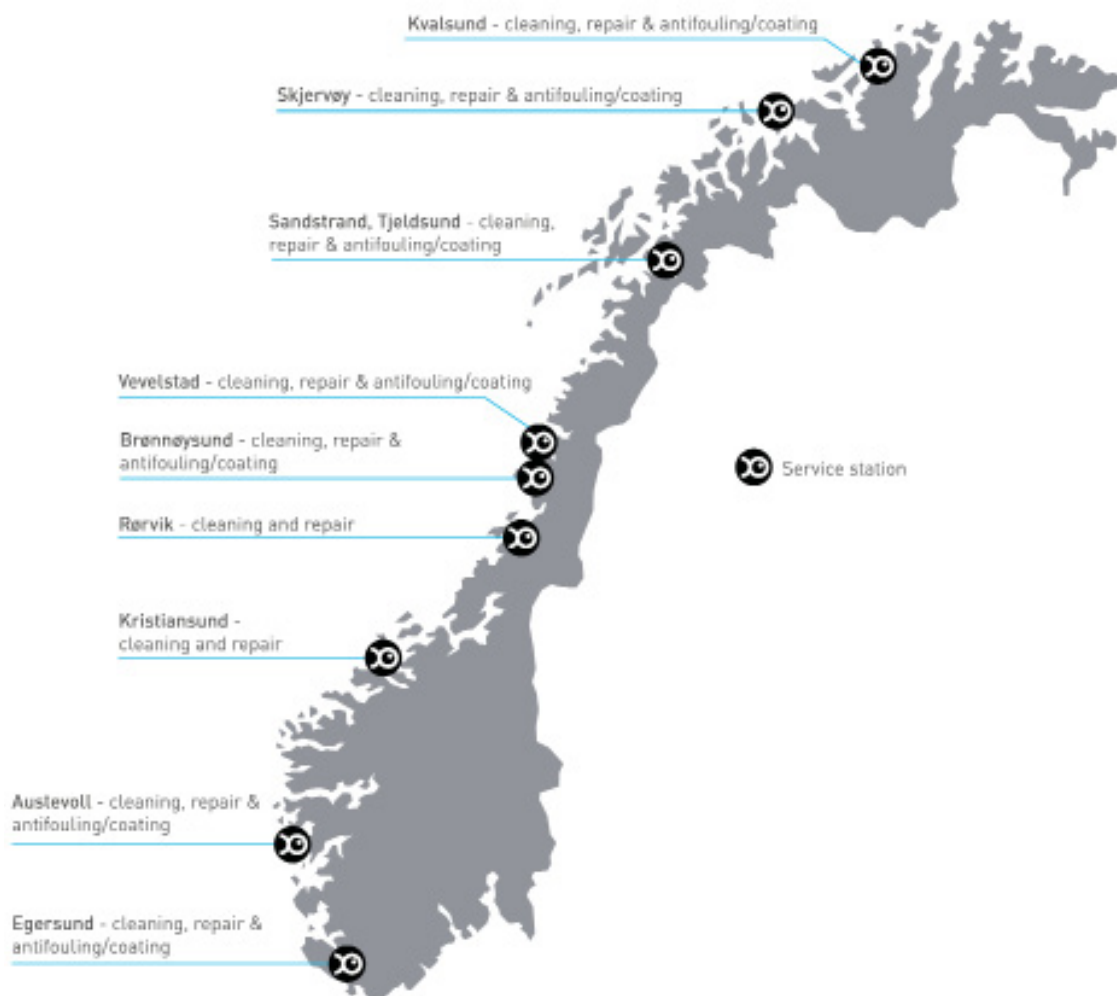 Kvalsund - cleaning, repair & antifouling/coating
Skjervøy - cleaning, repair & antifouling/coating
Sandstrand, Tjeldsund - cleaning,
repair & antifouling/coating
Vevelstad - cleaning, repair & antifouling/coating
Brønnøysund - cleaning, repair &
antifouling/coating
Service station
Rørvik - cleaning and repair
Kristiansund -
cleaning and repair
Austevoll - cleaning, repair &
antifouling/coating
Egersund - cleaning, repair &
antifouling/coating